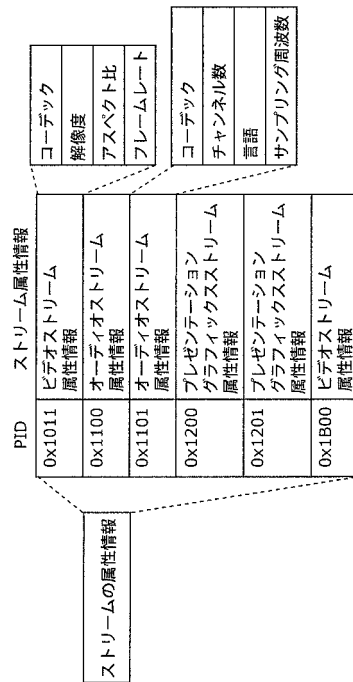 ストリームの属性情報
PID
ストリーム属性情報
0x1011
ビデオストリーム
属性情報
0x1100
オーディオストリーム
属性情報
0x1101
オーディオストリーム
属性情報
0x1200
プレゼンテーション
グラフィックスストリーム
属性情報
0x1201
プレゼンテーション
グラフィックスストリーム
属性情報
0x1B00
ビデオストリーム
属性情報
コーデック
解像度
アスペクト比
フレームレート
コーデック
チャンネル数
言語
サンプリング周波数